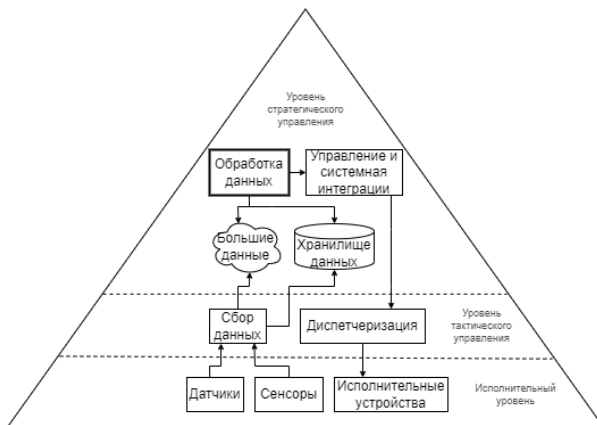 Уровень
стратегического
управления
Обработка
данных
Управление и
системная
интеграции
Большие
данные
Хранилище
данных
Сбор
данных
Диспетчеризация
Уровень
тактического
управления
Датчики
Сенсоры
Исполнительные
устройства
Исполнительный
уровень